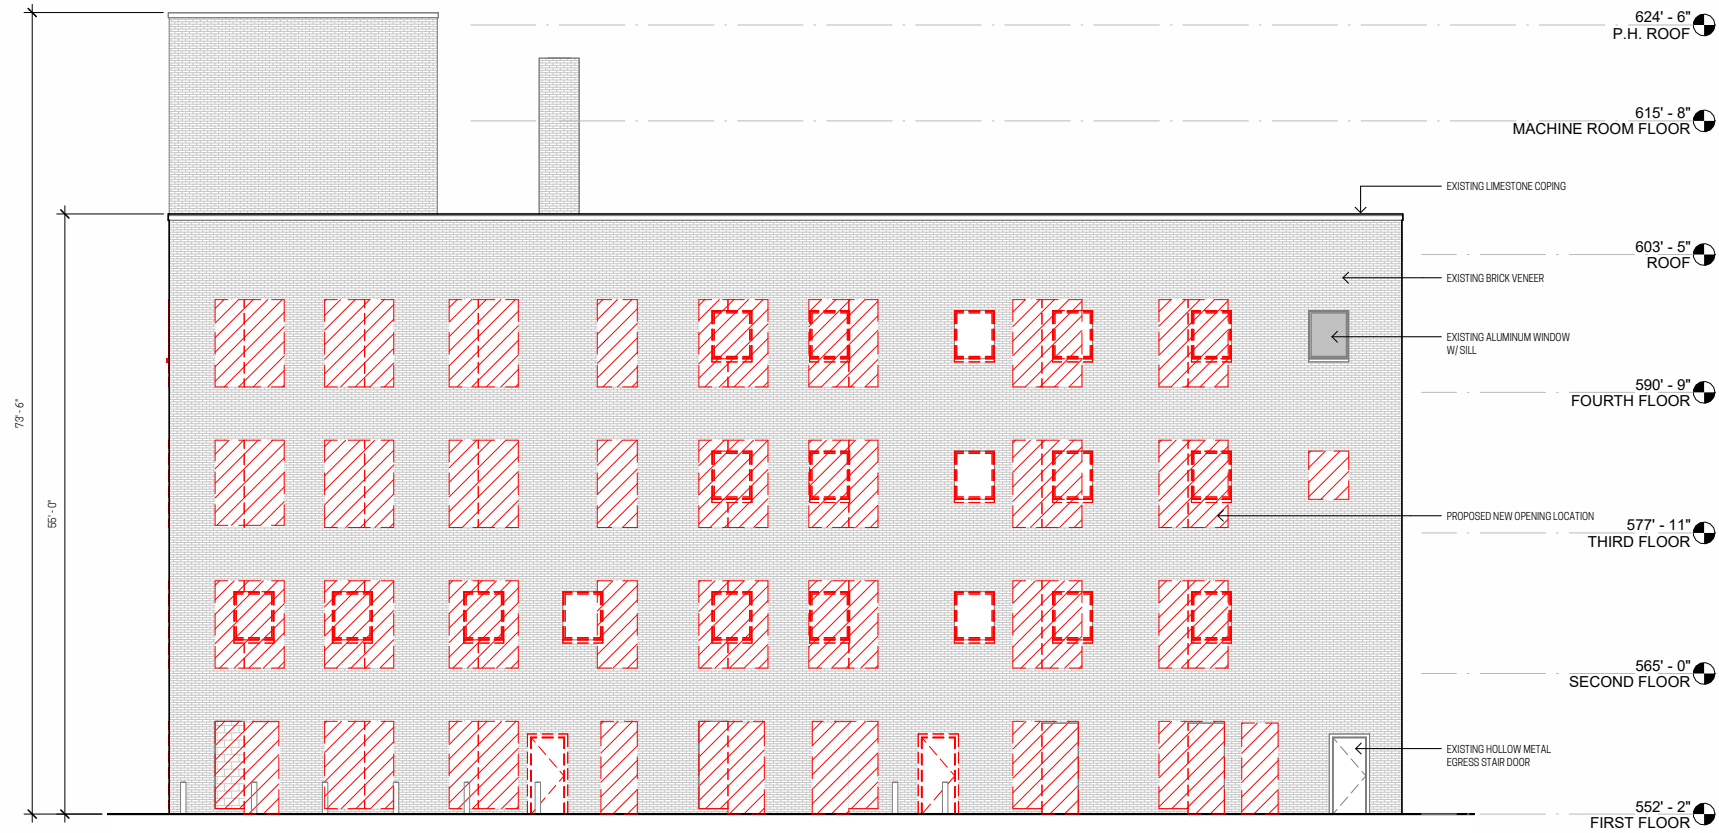 624' - 6"
P.H. ROOF
615' - 8"
MACHINE ROOM FLOOR
EXISTING LIMESTONE COPING
603' - 5"
ROOF
EXISTING BRICK VENEER
EXISTING ALUMINUM WINDOW
W/ SILL
590' - 9"
FOURTH FLOOR
73' - 6"
55' - 0"
PROPOSED NEW OPENING LOCATION
577' - 11"
THIRD FLOOR
565' - 0"
SECOND FLOOR
EXISTING HOLLOW METAL
EGRESS STAIR DOOR
552' - 2"
FIRST FLOOR